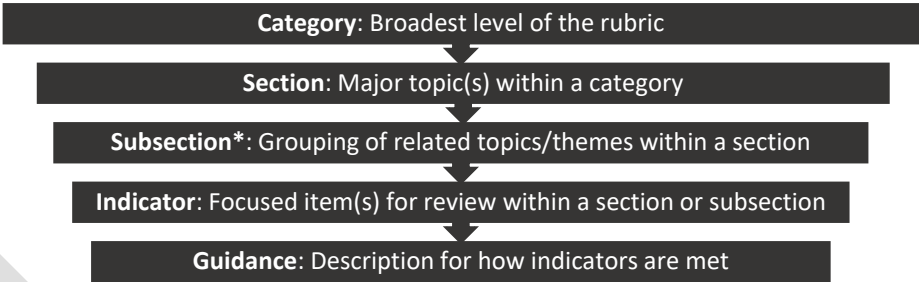 Category: Broadest level of the rubric
Section: Major topic(s) within a category
Subsection*: Grouping of related topics/themes within a section
Indicator: Focused item(s) for review within a section or subsection
Guidance: Description for how indicators are met